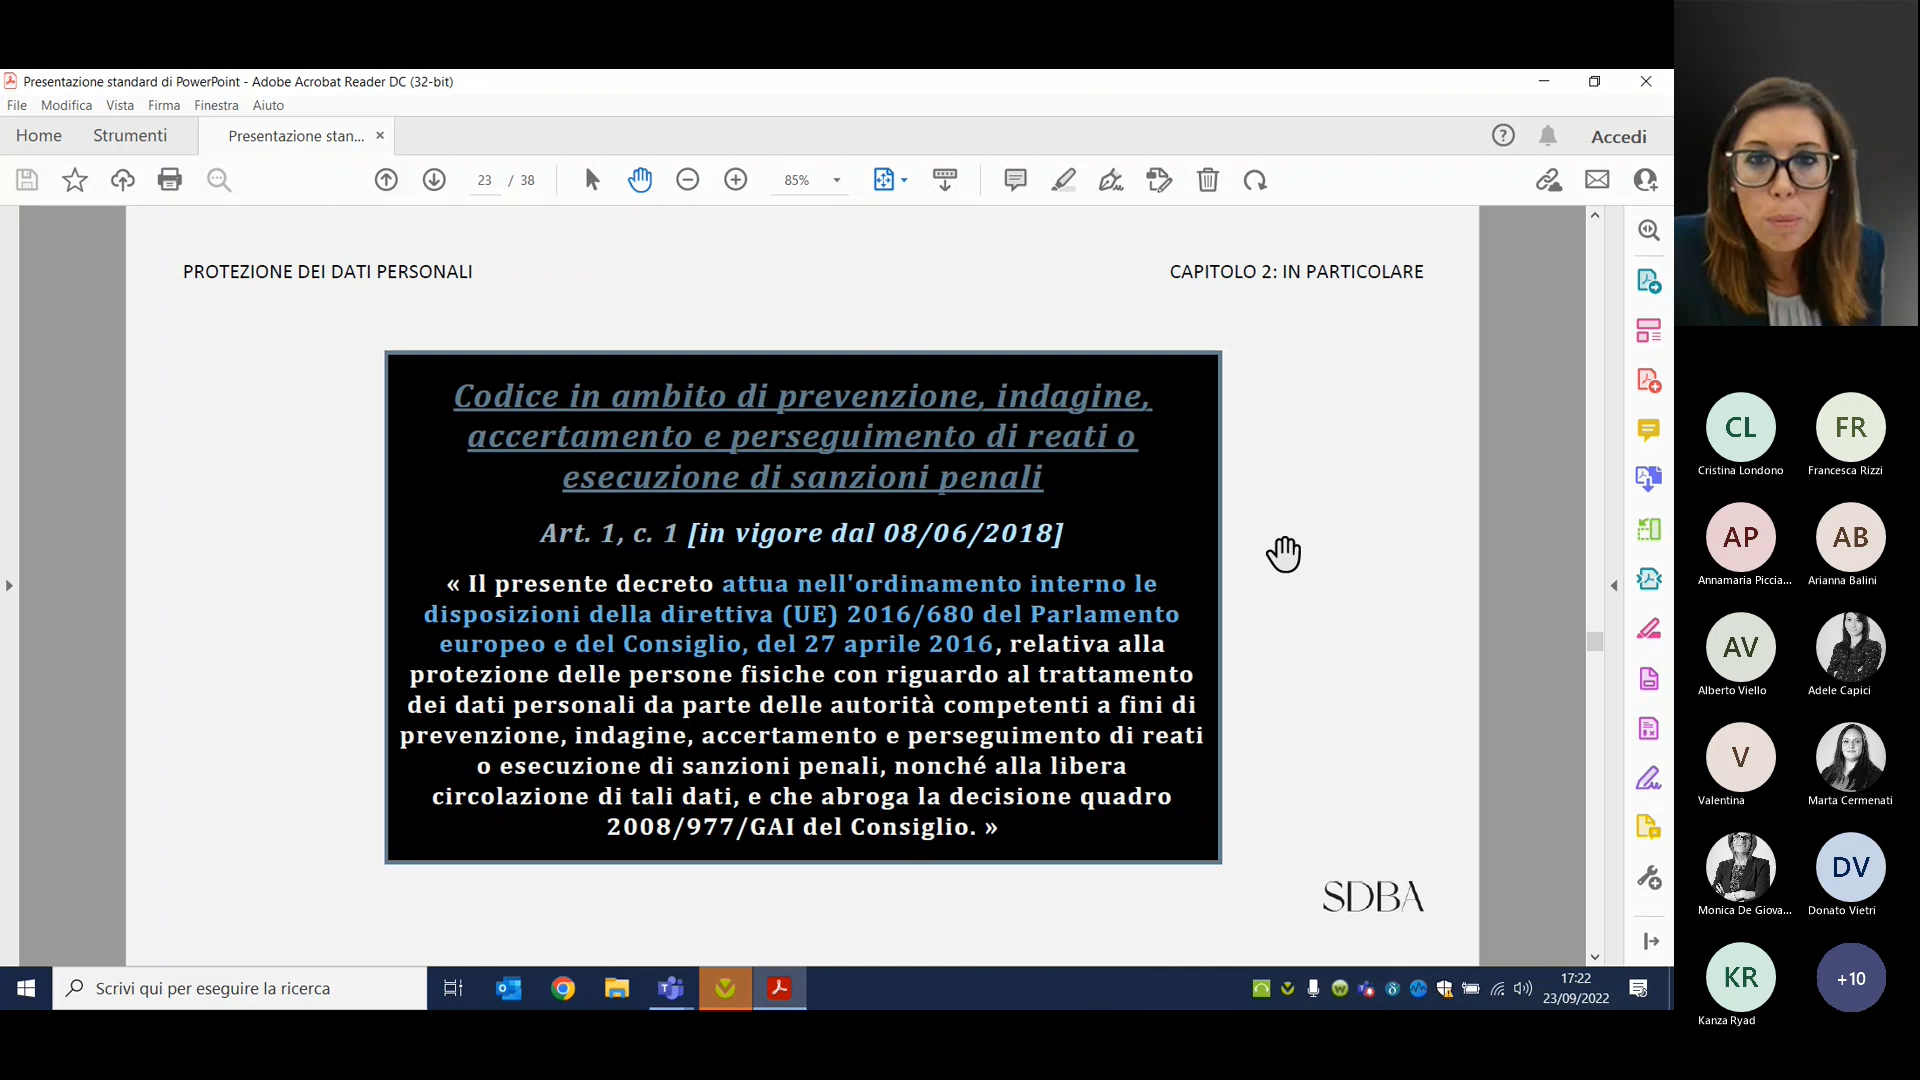 Presentazione standard di PowerPoint - Adobe Acrobat Reader DC (32-bit)
File Modifica Vista Firma Finestra Aiuto
Home Strumenti Presentazione stan... Accedi
23 / 38 85%
PROTEZIONE DEI DATI PERSONALI
CAPITOLO 2: IN PARTICOLARE
Codice in ambito di prevenzione, indagine,
accertamento e perseguimento di reati o
esecuzione di sanzioni penali
Art. 1, c. 1 [in vigore dal 08/06/2018]
« Il presente decreto attua nell'ordinamento interno le
disposizioni della direttiva (UE) 2016/680 del Parlamento
europeo e del Consiglio, del 27 aprile 2016, relativa alla
protezione delle persone fisiche con riguardo al trattamento
dei dati personali da parte delle autorità competenti a fini di
prevenzione, indagine, accertamento e perseguimento di reati
o esecuzione di sanzioni penali, nonché alla libera
circolazione di tali dati, e che abroga la decisione quadro
2008/977/GAI del Consiglio. »
SDBA
Scrivi qui per eseguire la ricerca
17:22
23/09/2022
CL FR
Cristina Londono Francesca Rizzi
AP AB
Annamaria Piccia... Arianna Balini
AV
Alberto Viello Adele Capici
V
Valentina Marta Cermenati
DV
Monica De Giova... Donato Vietri
KR +10
Kanza Ryad